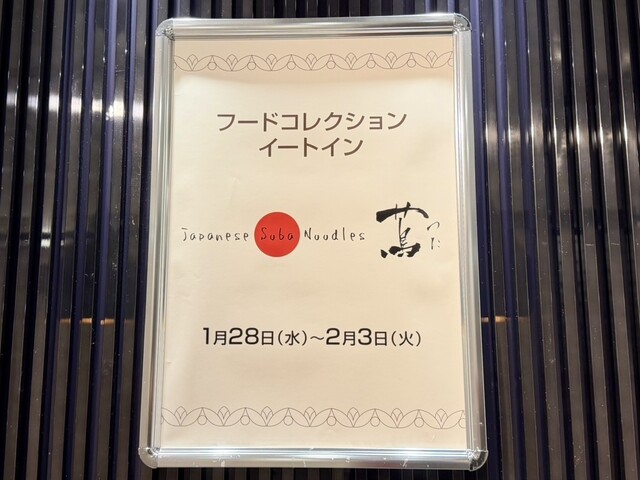 フードコレクション
イートイン
Japanese Soba Noodles 蔦 つた
1月28日(水)～2月3日(火)